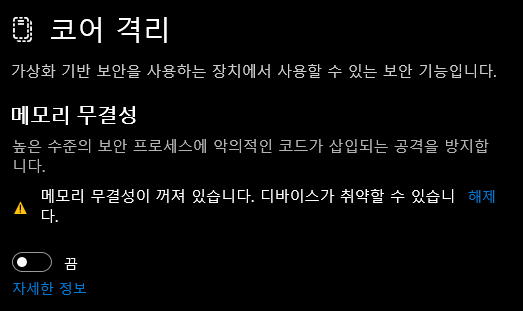 코어 격리
가상화 기반 보안을 사용하는 장치에서 사용할 수 있는 보안 기능입니다.
메모리 무결성
높은 수준의 보안 프로세스에 악의적인 코드가 삽입되는 공격을 방지합
니다.
메모리 무결성이 꺼져 있습니다. 디바이스가 취약할 수 있습니 해제
다.
끔
자세한 정보